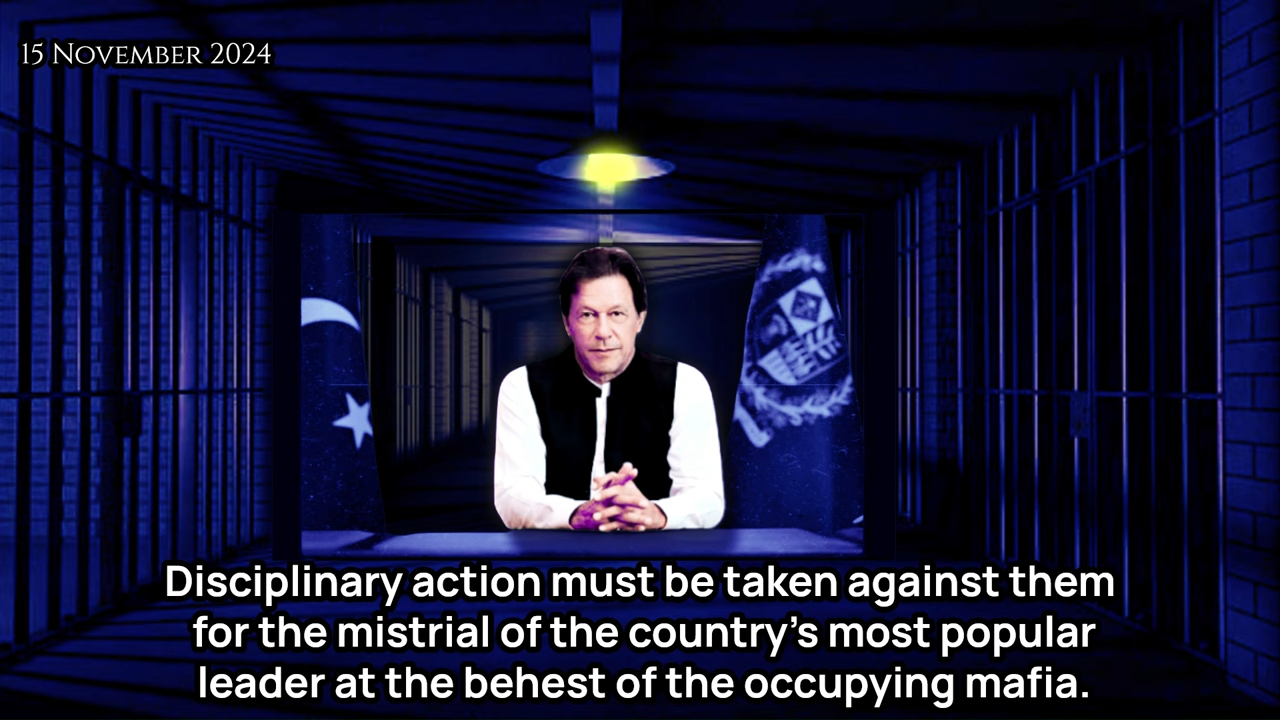 15 November 2024
Disciplinary action must be taken against them
for the mistrial of the country’s most popular
leader at the behest of the occupying mafia.